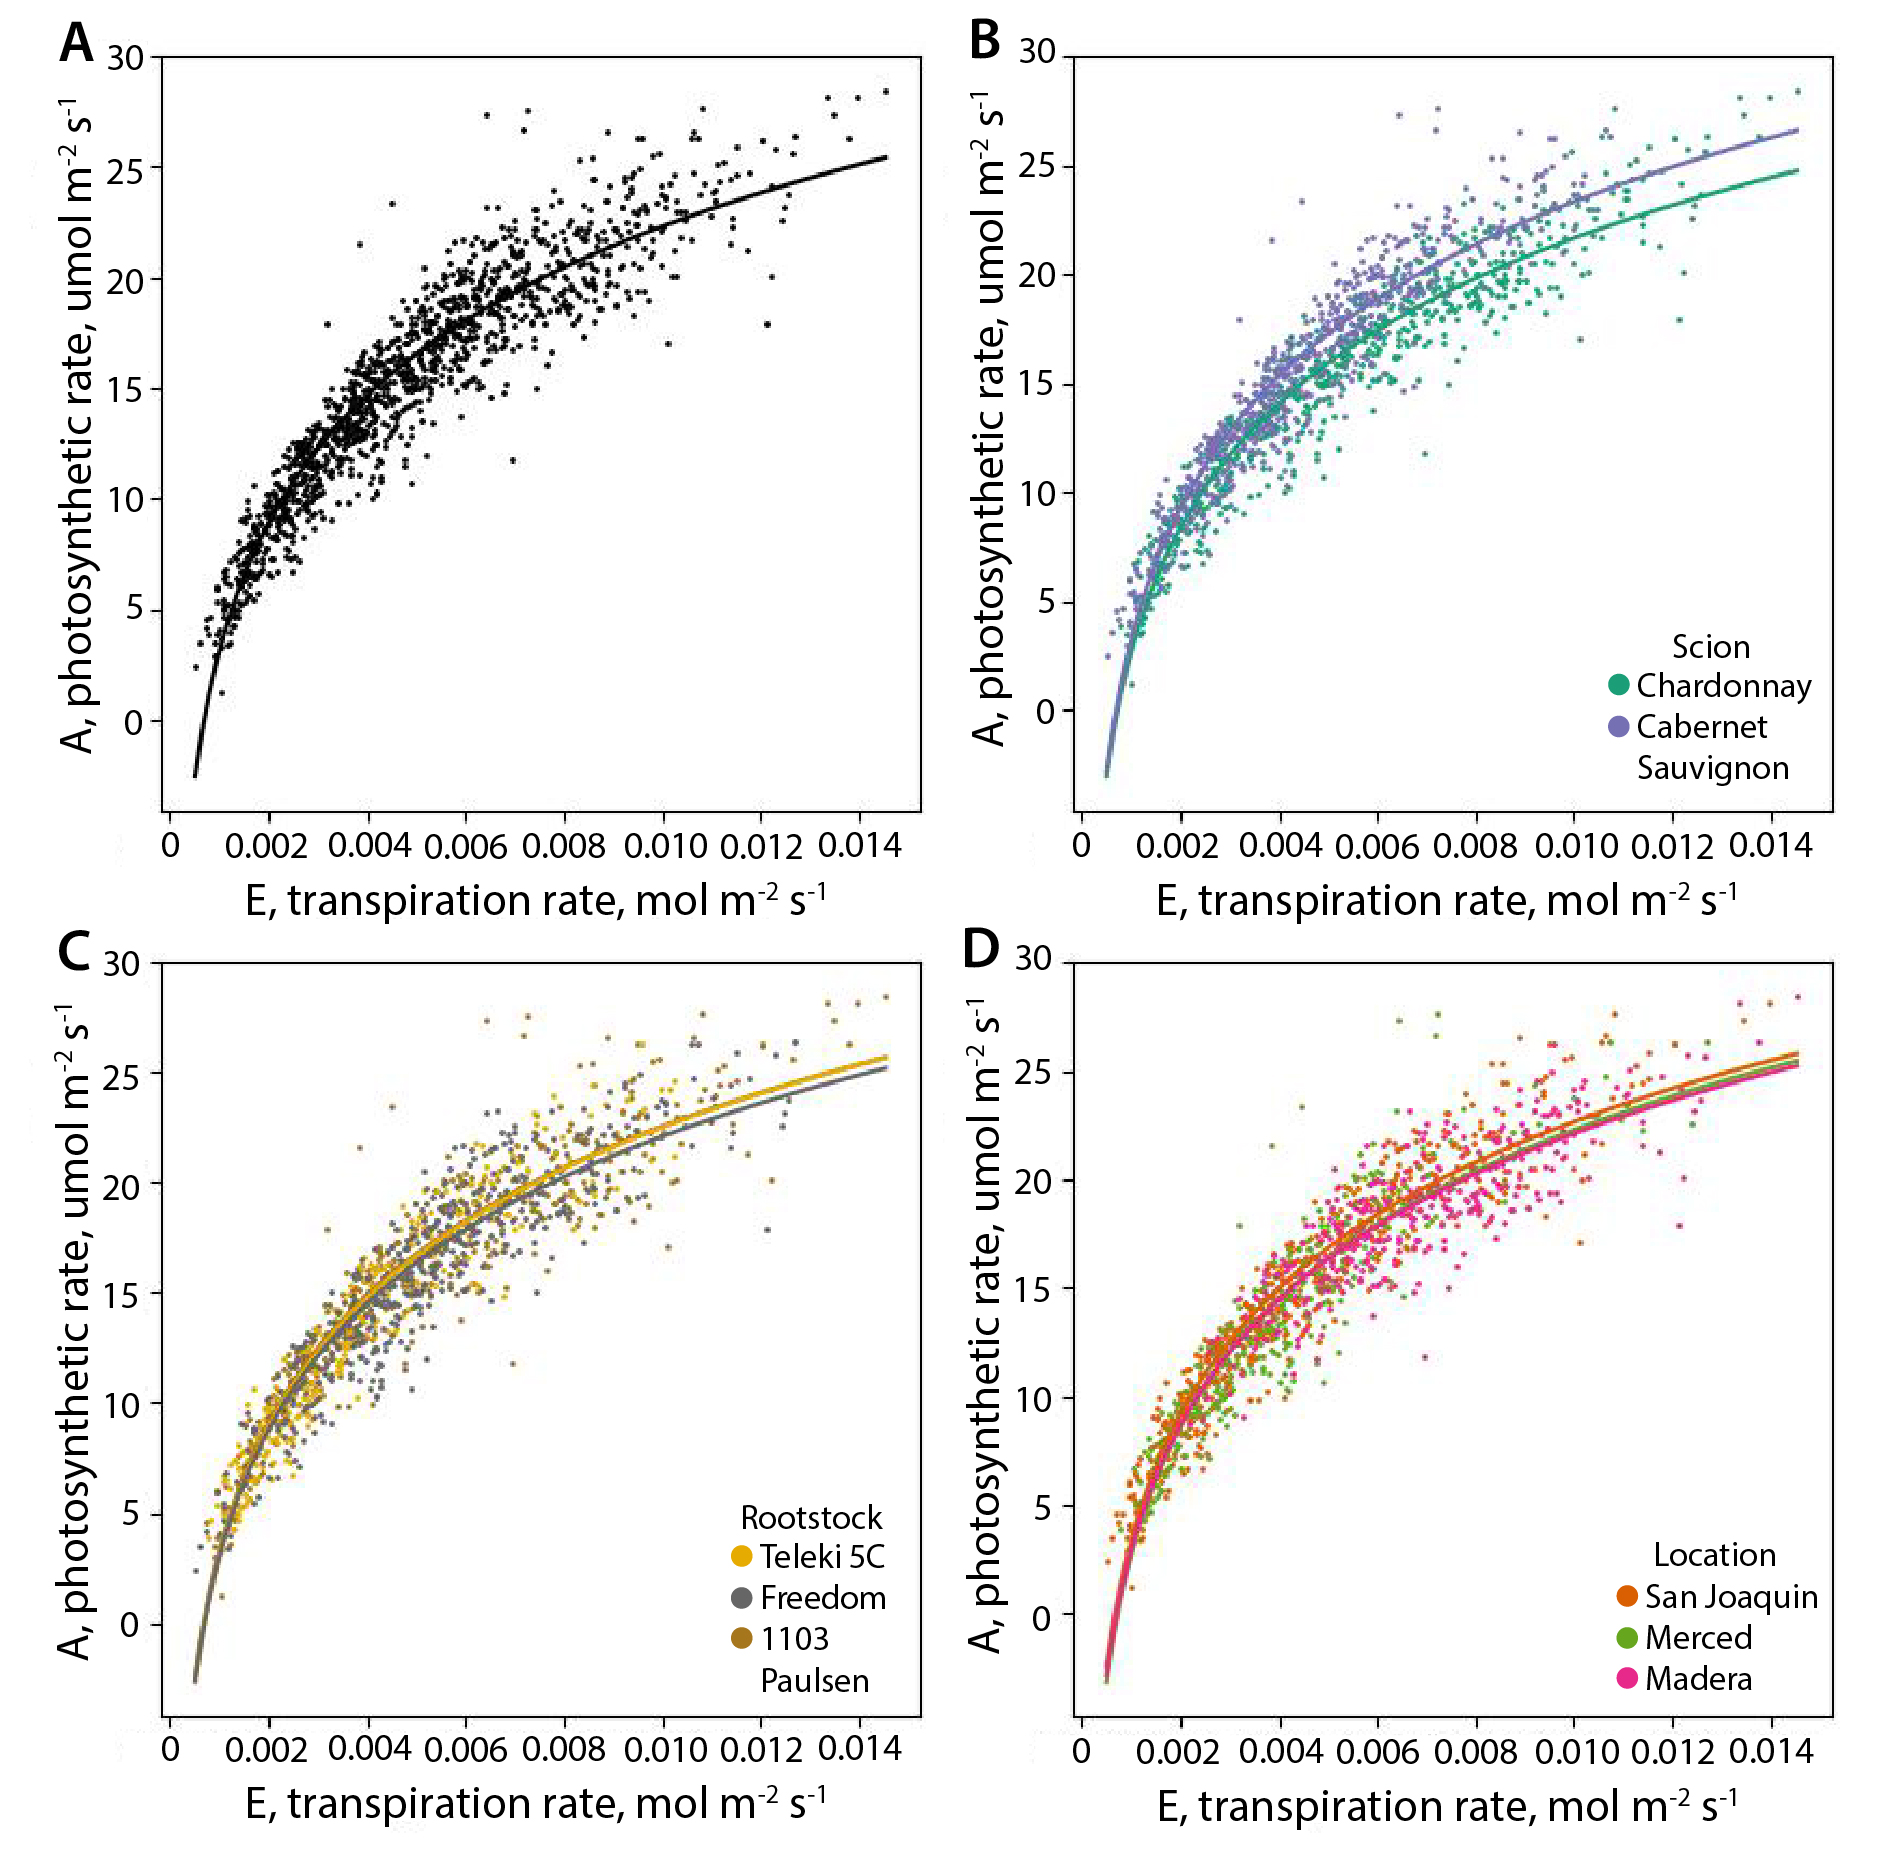 A
30
25
20
15
10
5
0
A, photosynthetic rate, umol m-2 s-1
0 0.002 0.004 0.006 0.008 0.010 0.012 0.014
E, transpiration rate, mol m-2 s-1
B
30
25
20
15
10
5
0
A, photosynthetic rate, umol m-2 s-1
Scion
Chardonnay
Cabernet
Sauvignon
0 0.002 0.004 0.006 0.008 0.010 0.012 0.014
E, transpiration rate, mol m-2 s-1
C
30
25
20
15
10
5
0
A, photosynthetic rate, umol m-2 s-1
Rootstock
Teleki 5C
Freedom
1103
Paulsen
0 0.002 0.004 0.006 0.008 0.010 0.012 0.014
E, transpiration rate, mol m-2 s-1
D
30
25
20
15
10
5
0
A, photosynthetic rate, umol m-2 s-1
Location
San Joaquin
Merced
Madera
0 0.002 0.004 0.006 0.008 0.010 0.012 0.014
E, transpiration rate, mol m-2 s-1